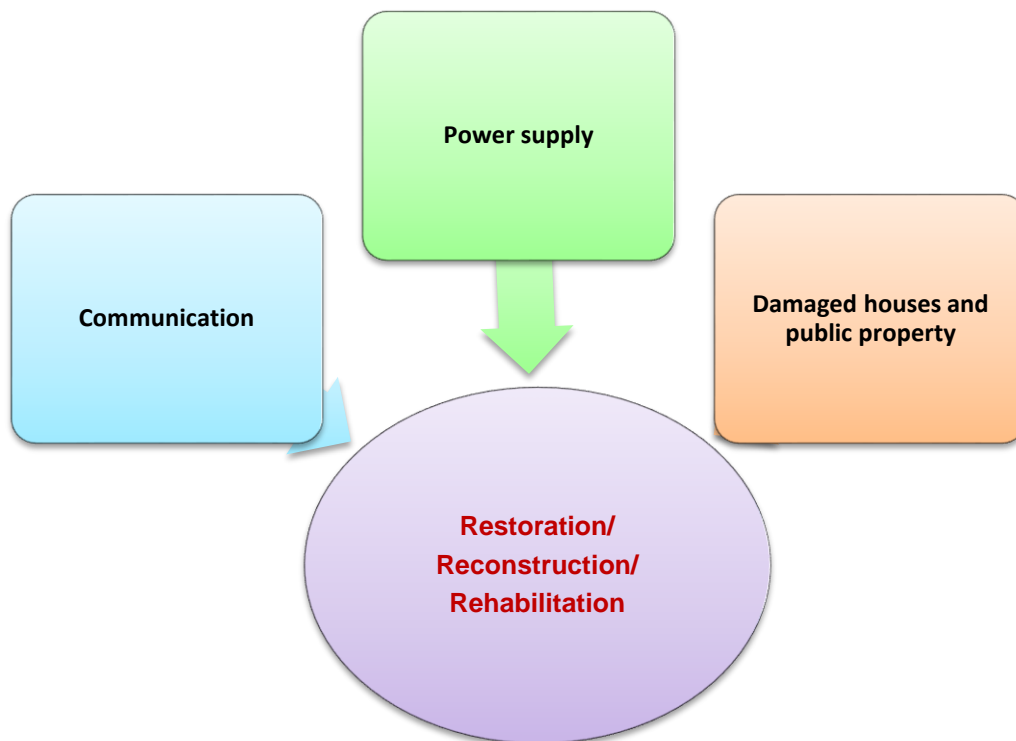 Power supply
Communication
Damaged houses and
public property
Restoration/
Reconstruction/
Rehabilitation